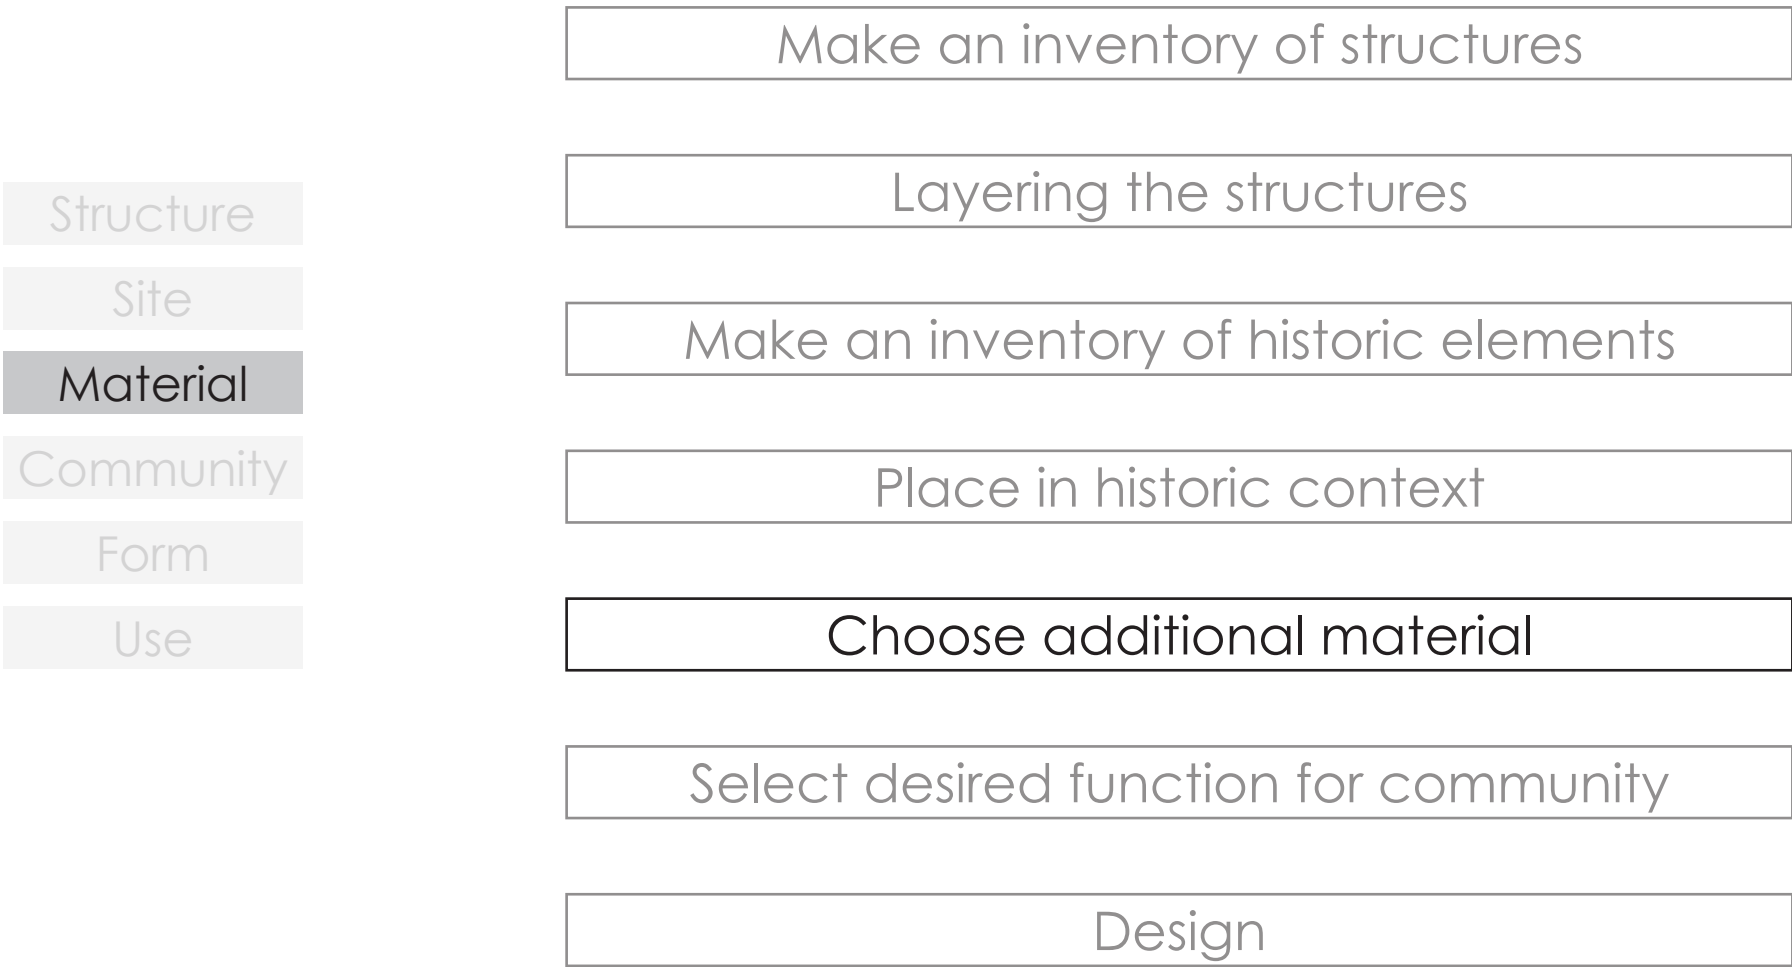 Structure
Site
Material
Community
Form
Use
Make an inventory of structures
Layering the structures
Make an inventory of historic elements
Place in historic context
Choose additional material
Select desired function for community
Design